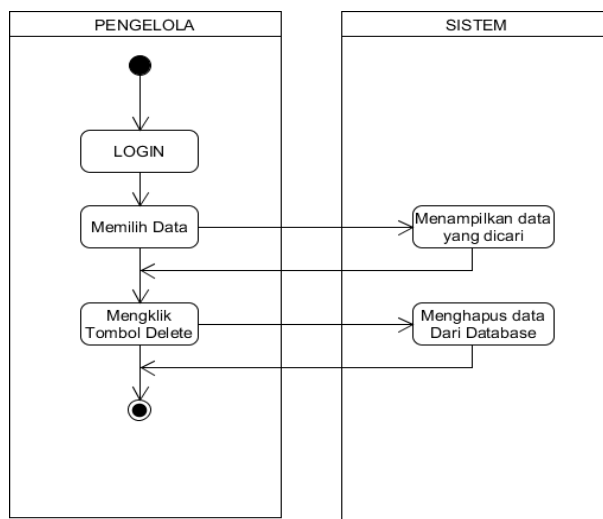 PENGELOLA
SISTEM
LOGIN
Memilih Data
Menampilkan data
yang dicari
Mengklik
Tombol Delete
Menghapus data
Dari Database